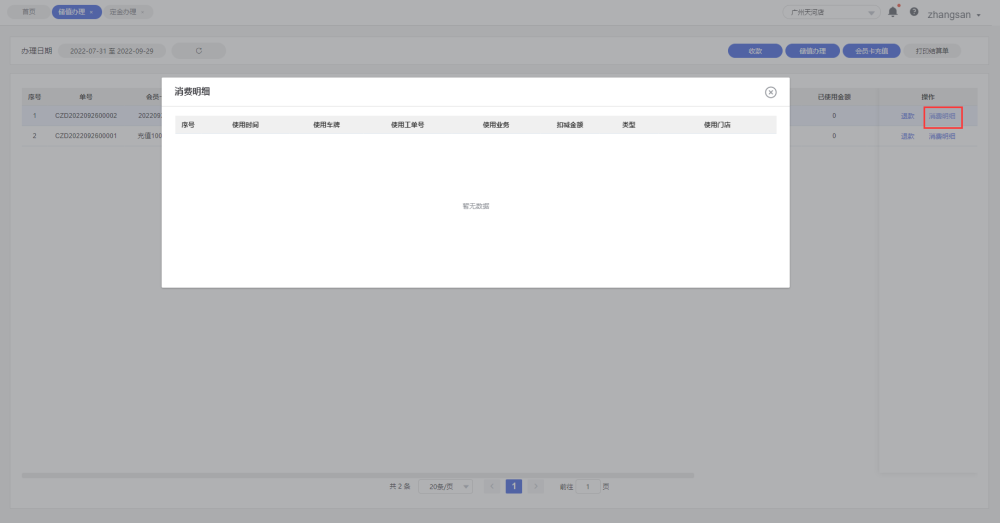 首页 储值办理 定金办理 广州天河店 zhangsan
办理日期 2022-07-31 至 2022-09-29 收款 储值办理 会员卡充值 打印结算单
序号 单号 会员 已使用金额 操作
1 CZD2022092600002 202209 0 退款 消费明细
2 CZD2022092600001 充值100 0 退款 消费明细
消费明细
序号 使用时间 使用车牌 使用工单号 使用业务 扣减金额 类型 使用门店
暂无数据
共 2 条 20条/页 1 前往 1 页